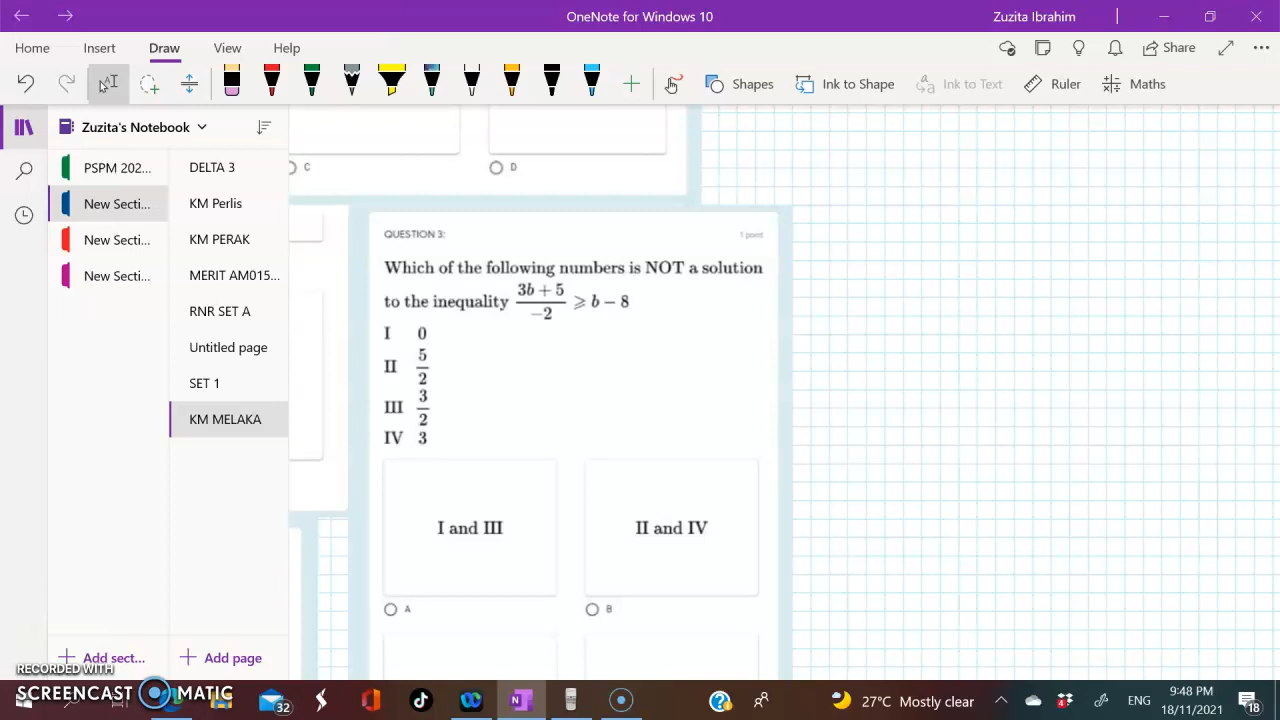 OneNote for Windows 10
Zuzita Ibrahim
Home Insert Draw View Help
Share
Shapes Ink to Shape Ink to Text Ruler Maths
Zuzita's Notebook
PSPM 202...
New Secti...
New Secti...
New Secti...
DELTA 3
KM Perlis
KM PERAK
MERIT AM015...
RNR SET A
Untitled page
SET 1
KM MELAKA
C D
QUESTION 3:
1 point
Which of the following numbers is NOT a solution
to the inequality (3b + 5)/(-2) ⩾ b − 8
I 0
II 5/2
III 3/2
IV 3
I and III
II and IV
A B
Add sect...
Add page
RECORDED WITH
SCREENCAST MATIC
32
27°C Mostly clear
4
ENG
9:48 PM
18/11/2021
18